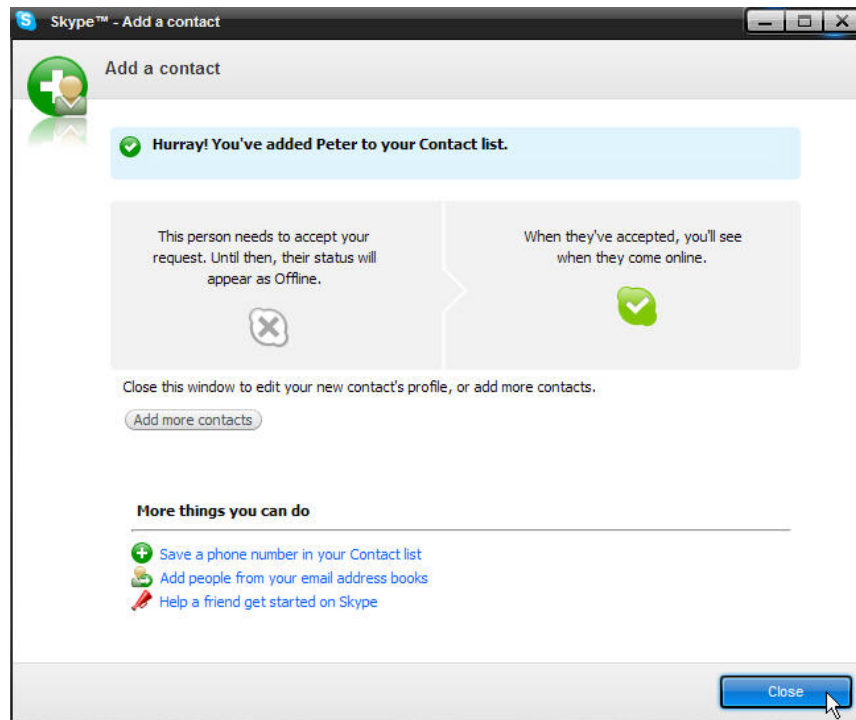 Skype™ - Add a contact
Add a contact
Hurray! You've added Peter to your Contact list.
This person needs to accept your
request. Until then, their status will
appear as Offline.
When they've accepted, you'll see
when they come online.
Close this window to edit your new contact's profile, or add more contacts.
Add more contacts
More things you can do
Save a phone number in your Contact list
Add people from your email address books
Help a friend get started on Skype
Close